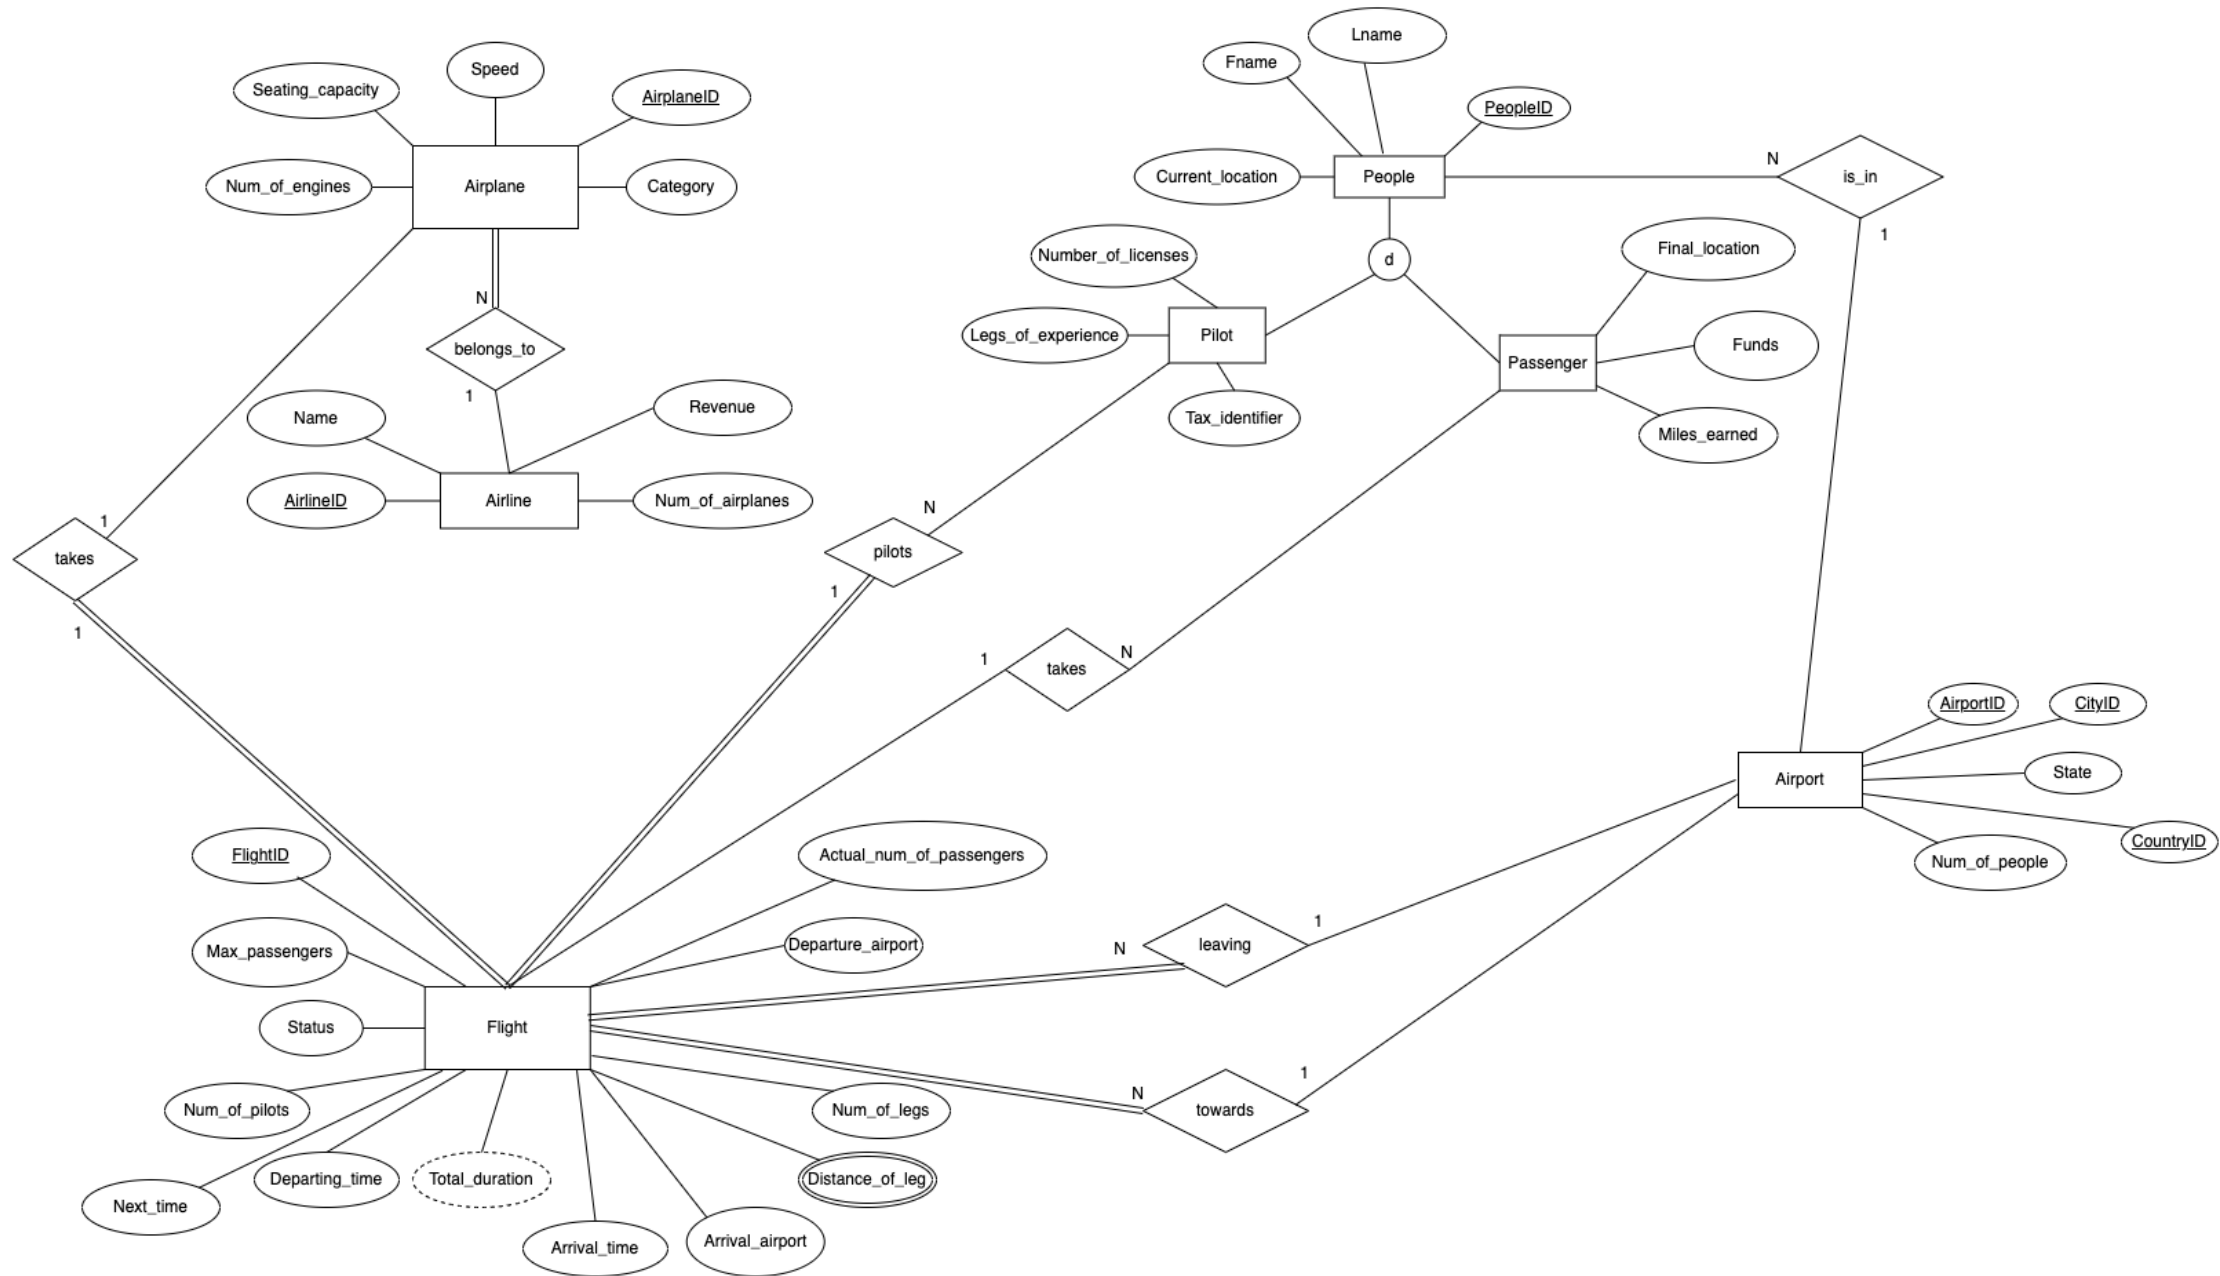 Lname
Fname
Speed
Seating_capacity
AirplaneID
PeopleID
Num_of_engines
Airplane
Category
Current_location
People
N
is_in
1
Number_of_licenses
d
Final_location
N
belongs_to
1
Legs_of_experience
Pilot
Passenger
Funds
Name
Revenue
Tax_identifier
Miles_earned
AirlineID
Airline
Num_of_airplanes
1
takes
1
N
pilots
1
1
takes
N
AirportID
CityID
Airport
State
CountryID
Num_of_people
FlightID
Actual_num_of_passengers
Max_passengers
Departure_airport
N
leaving
1
Status
Flight
N
towards
1
Num_of_pilots
Num_of_legs
Next_time
Departing_time
Total_duration
Distance_of_leg
Arrival_time
Arrival_airport